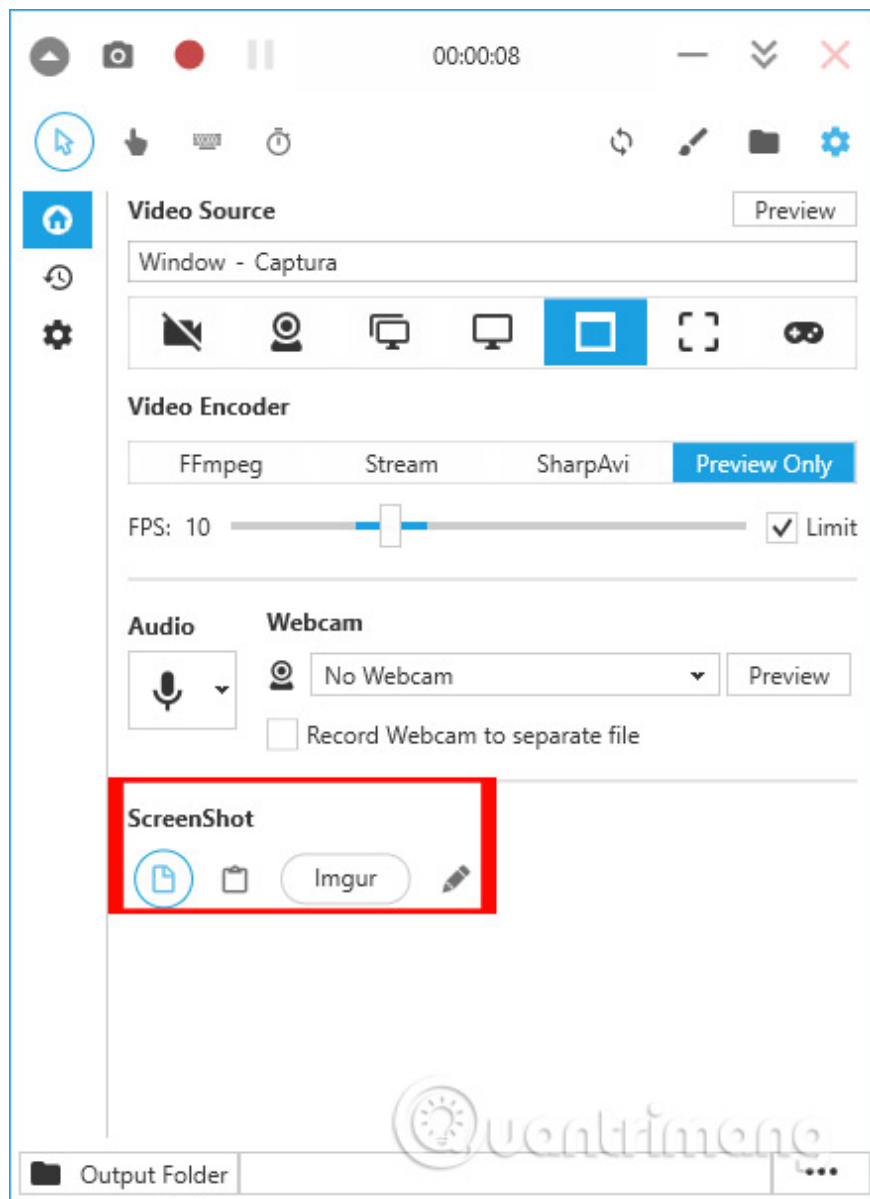 00:00:08
Video Source
Preview
Window - Captura
Video Encoder
FFmpeg Stream SharpAvi Preview Only
FPS: 10
Limit
Audio Webcam
No Webcam
Preview
Record Webcam to separate file
ScreenShot
Imgur
Quantrimang
Output Folder